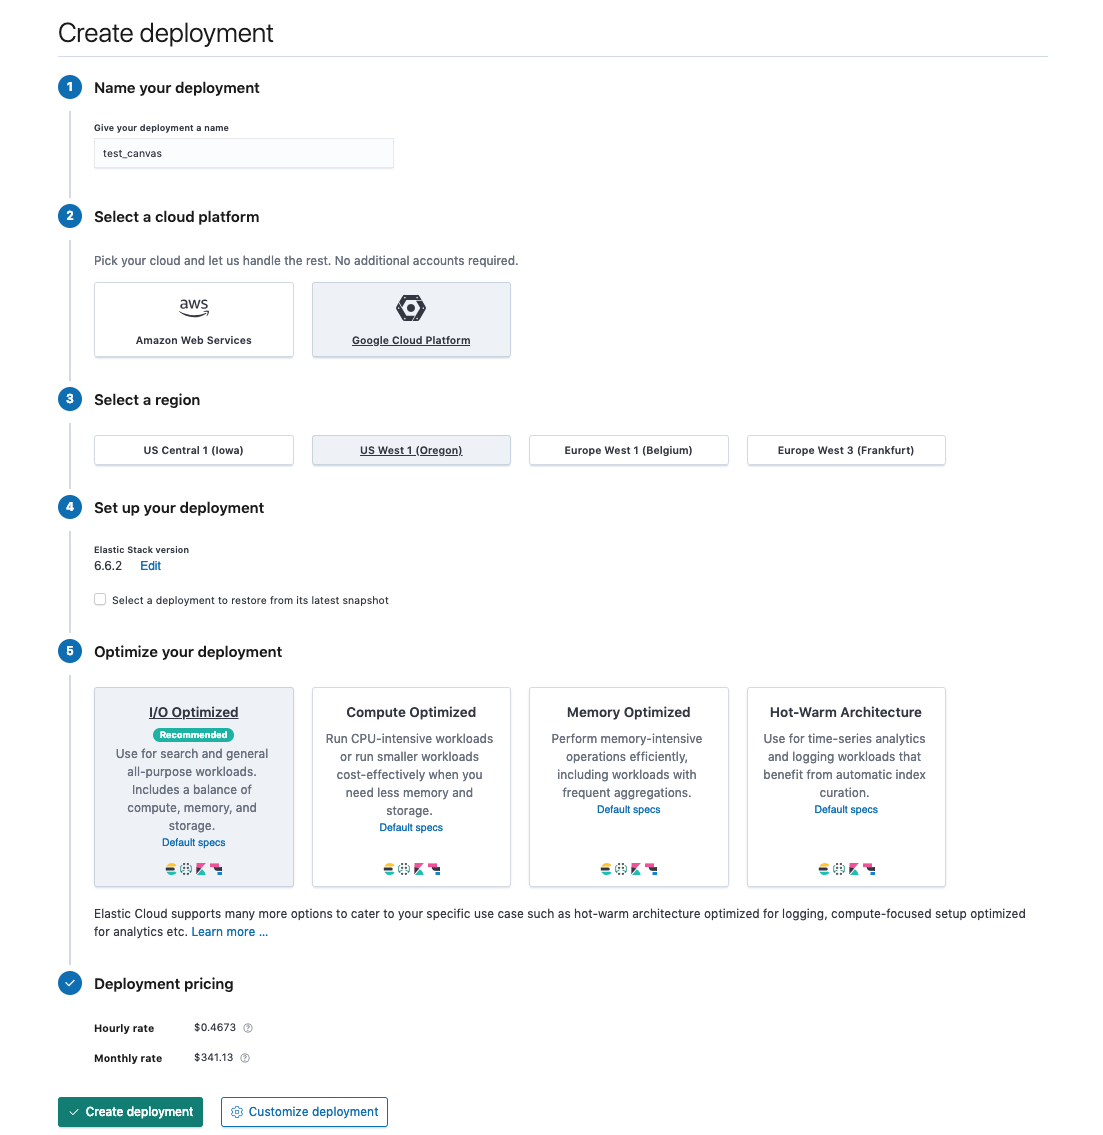 Create deployment
1
Name your deployment
Give your deployment a name
test_canvas
2
Select a cloud platform
Pick your cloud and let us handle the rest. No additional accounts required.
aws
Amazon Web Services
Google Cloud Platform
3
Select a region
US Central 1 (Iowa)
US West 1 (Oregon)
Europe West 1 (Belgium)
Europe West 3 (Frankfurt)
4
Set up your deployment
Elastic Stack version
6.6.2 Edit
Select a deployment to restore from its latest snapshot
5
Optimize your deployment
I/O Optimized
Recommended
Use for search and general
all-purpose workloads.
Includes a balance of
compute, memory, and
storage.
Default specs
Compute Optimized
Run CPU-intensive workloads
or run smaller workloads
cost-effectively when you
need less memory and
storage.
Default specs
Memory Optimized
Perform memory-intensive
operations efficiently,
including workloads with
frequent aggregations.
Default specs
Hot-Warm Architecture
Use for time-series analytics
and logging workloads that
benefit from automatic index
curation.
Default specs
Elastic Cloud supports many more options to cater to your specific use case such as hot-warm architecture optimized for logging, compute-focused setup optimized
for analytics etc. Learn more ...
Deployment pricing
Hourly rate $0.4673
Monthly rate $341.13
Create deployment
Customize deployment